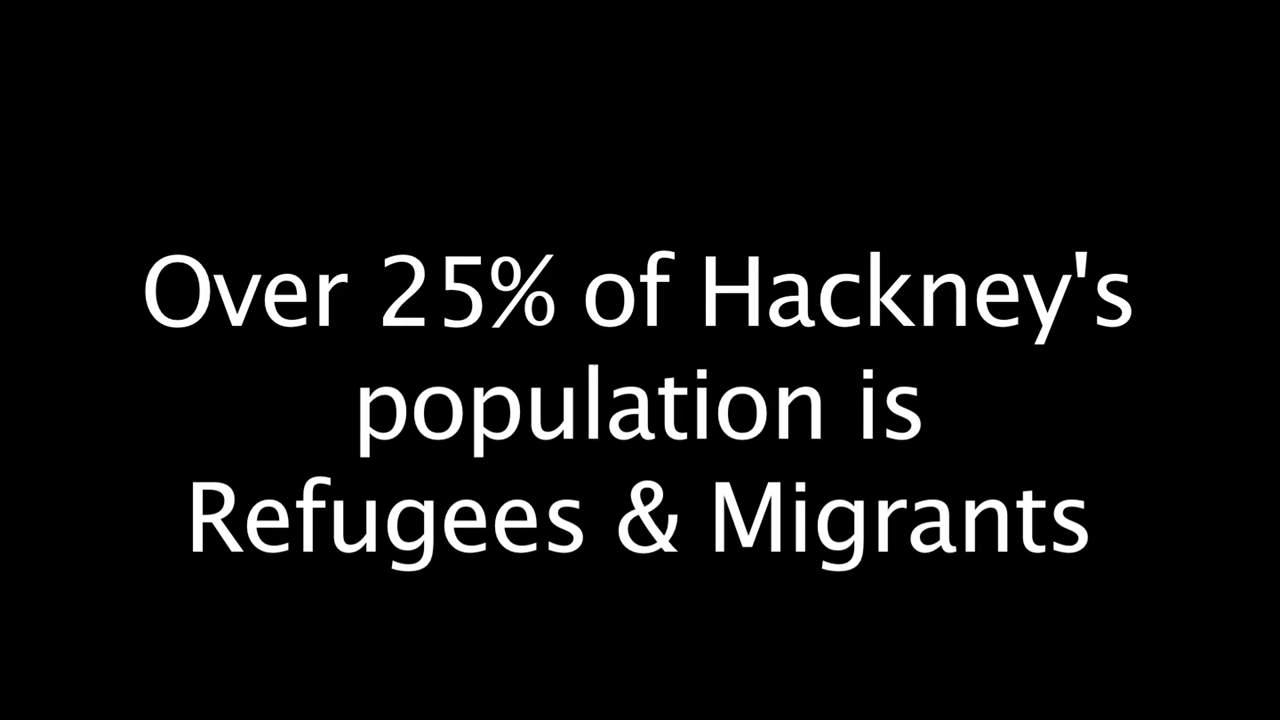 Over 25% of Hackney's
population is
Refugees & Migrants